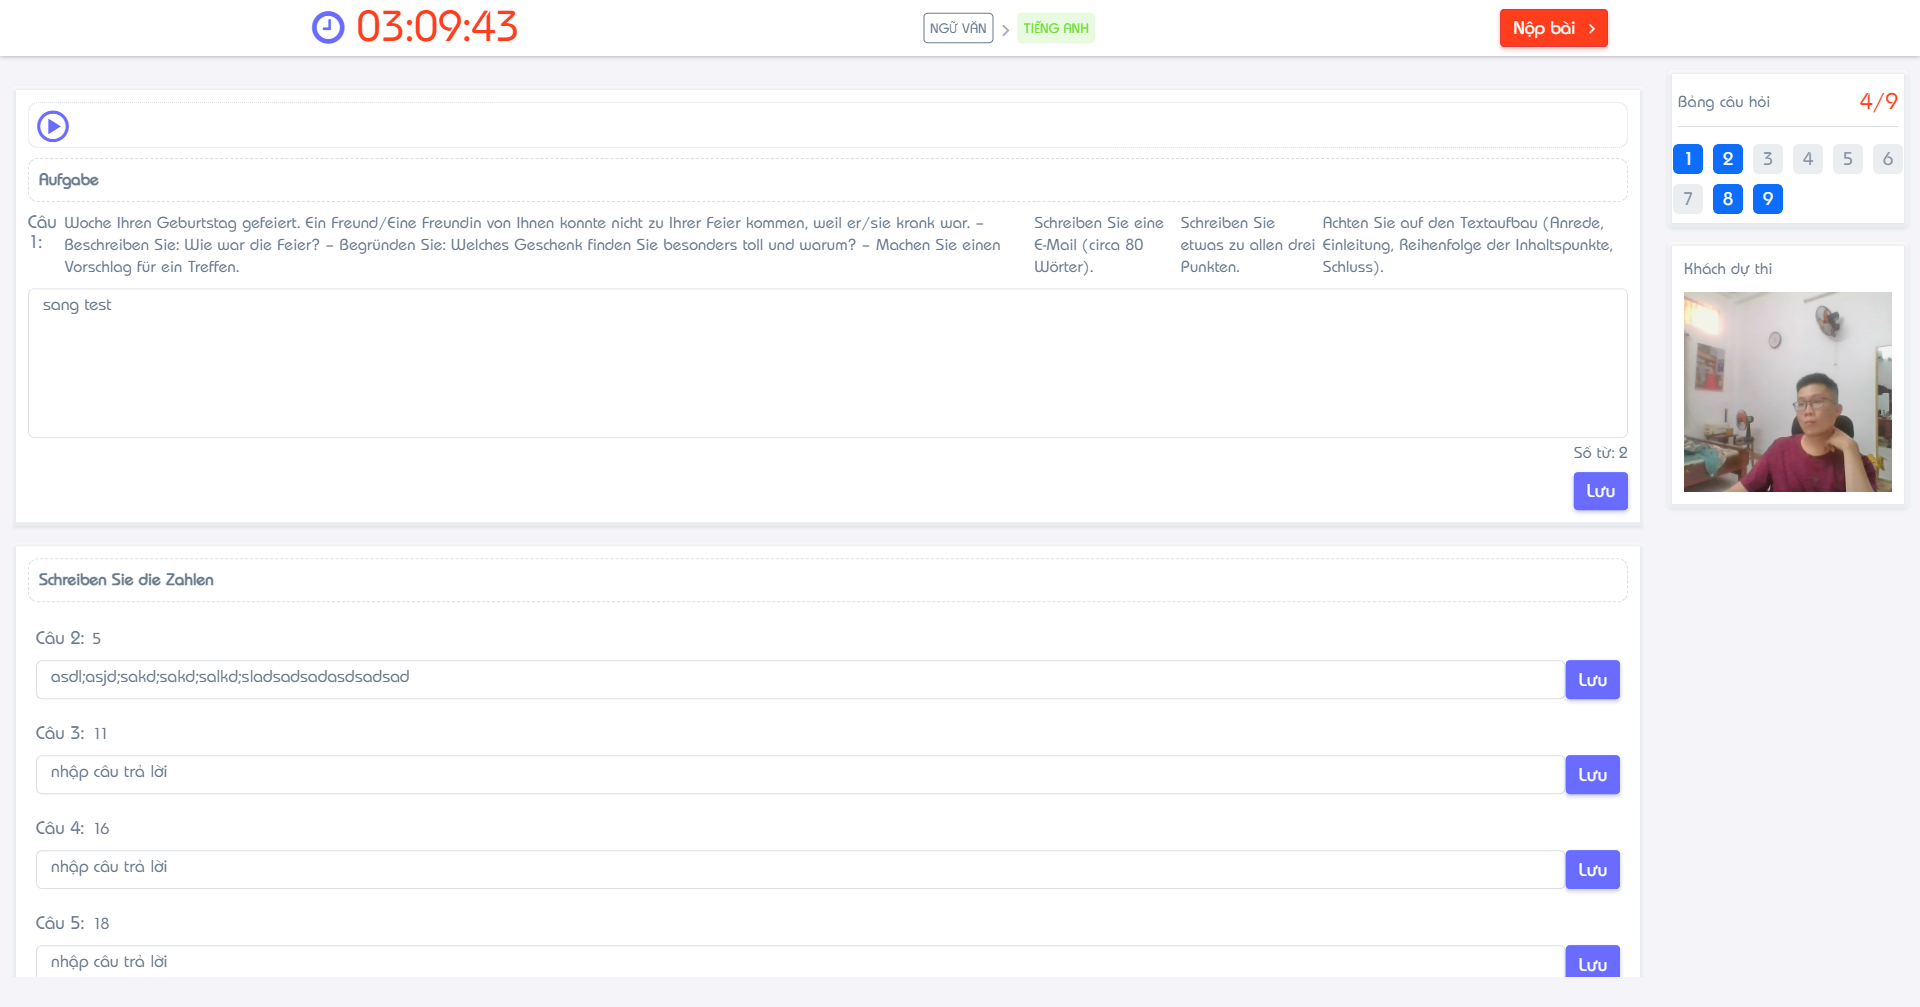 03:09:43
NGỮ VĂN
TIẾNG ANH
Nộp bài
Aufgabe
Câu 1:
Woche Ihren Geburtstag gefeiert. Ein Freund/Eine Freundin von Ihnen konnte nicht zu Ihrer Feier kommen, weil er/sie krank war. –
Beschreiben Sie: Wie war die Feier? – Begründen Sie: Welches Geschenk finden Sie besonders toll und warum? – Machen Sie einen
Vorschlag für ein Treffen.
Schreiben Sie eine
E-Mail (circa 80
Wörter).
Schreiben Sie
etwas zu allen drei
Punkten.
Achten Sie auf den Textaufbau (Anrede,
Einleitung, Reihenfolge der Inhaltspunkte,
Schluss).
sang test
Số từ: 2
Lưu
Schreiben Sie die Zahlen
Câu 2: 5
asdl;asjd;sakd;sakd;salkd;sladsadsadasdsadsad
Lưu
Câu 3: 11
nhập câu trả lời
Lưu
Câu 4: 16
nhập câu trả lời
Lưu
Câu 5: 18
nhập câu trả lời
Lưu
Bảng câu hỏi
4/9
1 2 3 4 5 6
7 8 9
Khách dự thi